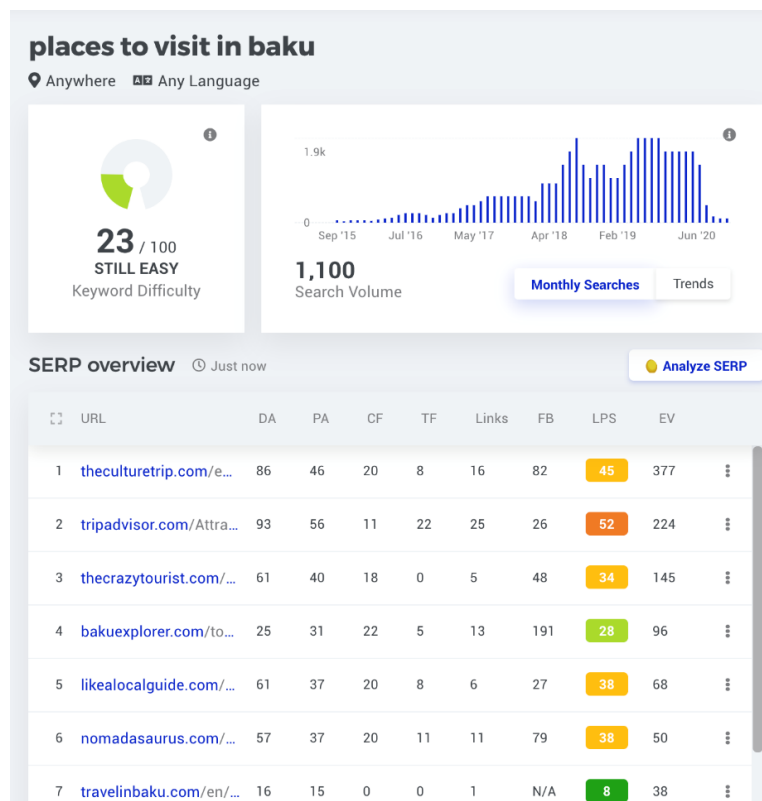 places to visit in baku
Anywhere Any Language
1.9k
0
Sep '15 Jul '16 May '17 Apr '18 Feb '19 Jun '20
23 / 100
STILL EASY
Keyword Difficulty
1,100
Search Volume
Monthly Searches Trends
SERP overview Just now Analyze SERP
URL DA PA CF TF Links FB LPS EV
1 theculturetrip.com/e... 86 46 20 8 16 82 45 377
2 tripadvisor.com/Attra... 93 56 11 22 25 26 52 224
3 thecrazytourist.com/... 61 40 18 0 5 48 34 145
4 bakuexplorer.com/to... 25 31 22 5 13 191 28 96
5 likealocalguide.com/... 61 37 20 8 6 27 38 68
6 nomadasaurus.com/... 57 37 20 11 11 79 38 50
7 travelinbaku.com/en/... 16 15 0 0 1 N/A 8 38